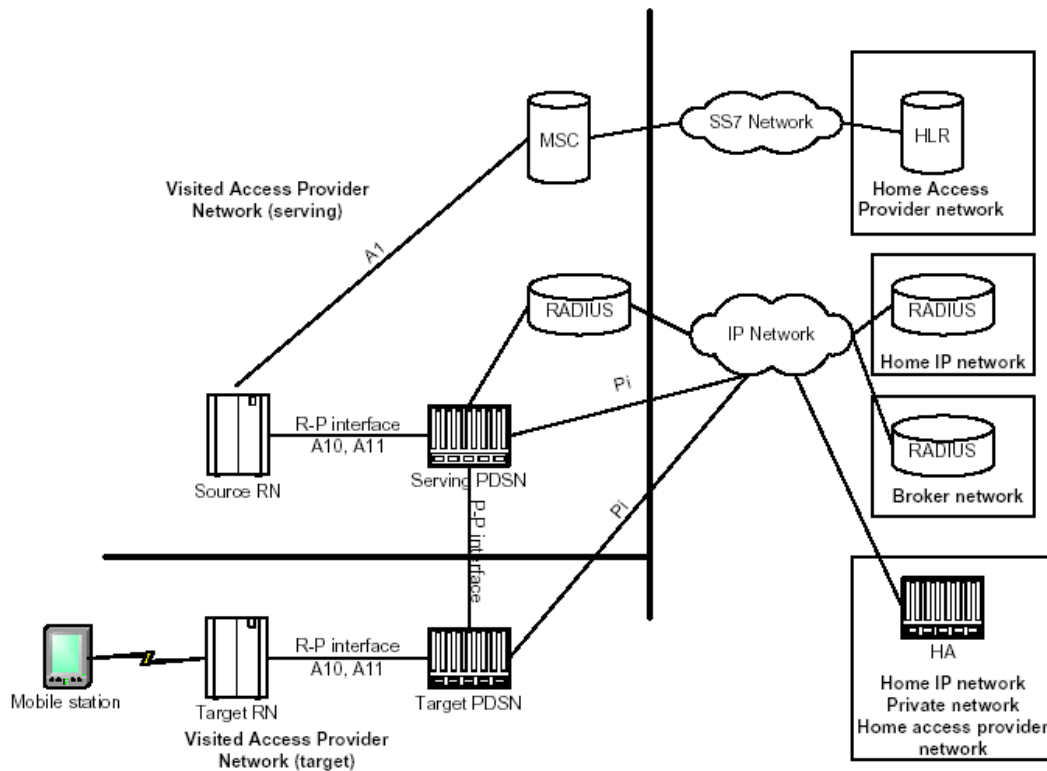 MSC
SS7 Network
HLR
Home Access
Provider network
Visited Access Provider
Network (serving)
A1
RADIUS
IP Network
RADIUS
Home IP network
Pi
R-P interface
A10, A11
Source RN
Serving PDSN
RADIUS
Broker network
Pi
P-P interface
Mobile station
R-P interface
A10, A11
Target RN
Target PDSN
Visited Access Provider
Network (target)
HA
Home IP network
Private network
Home access provider
network